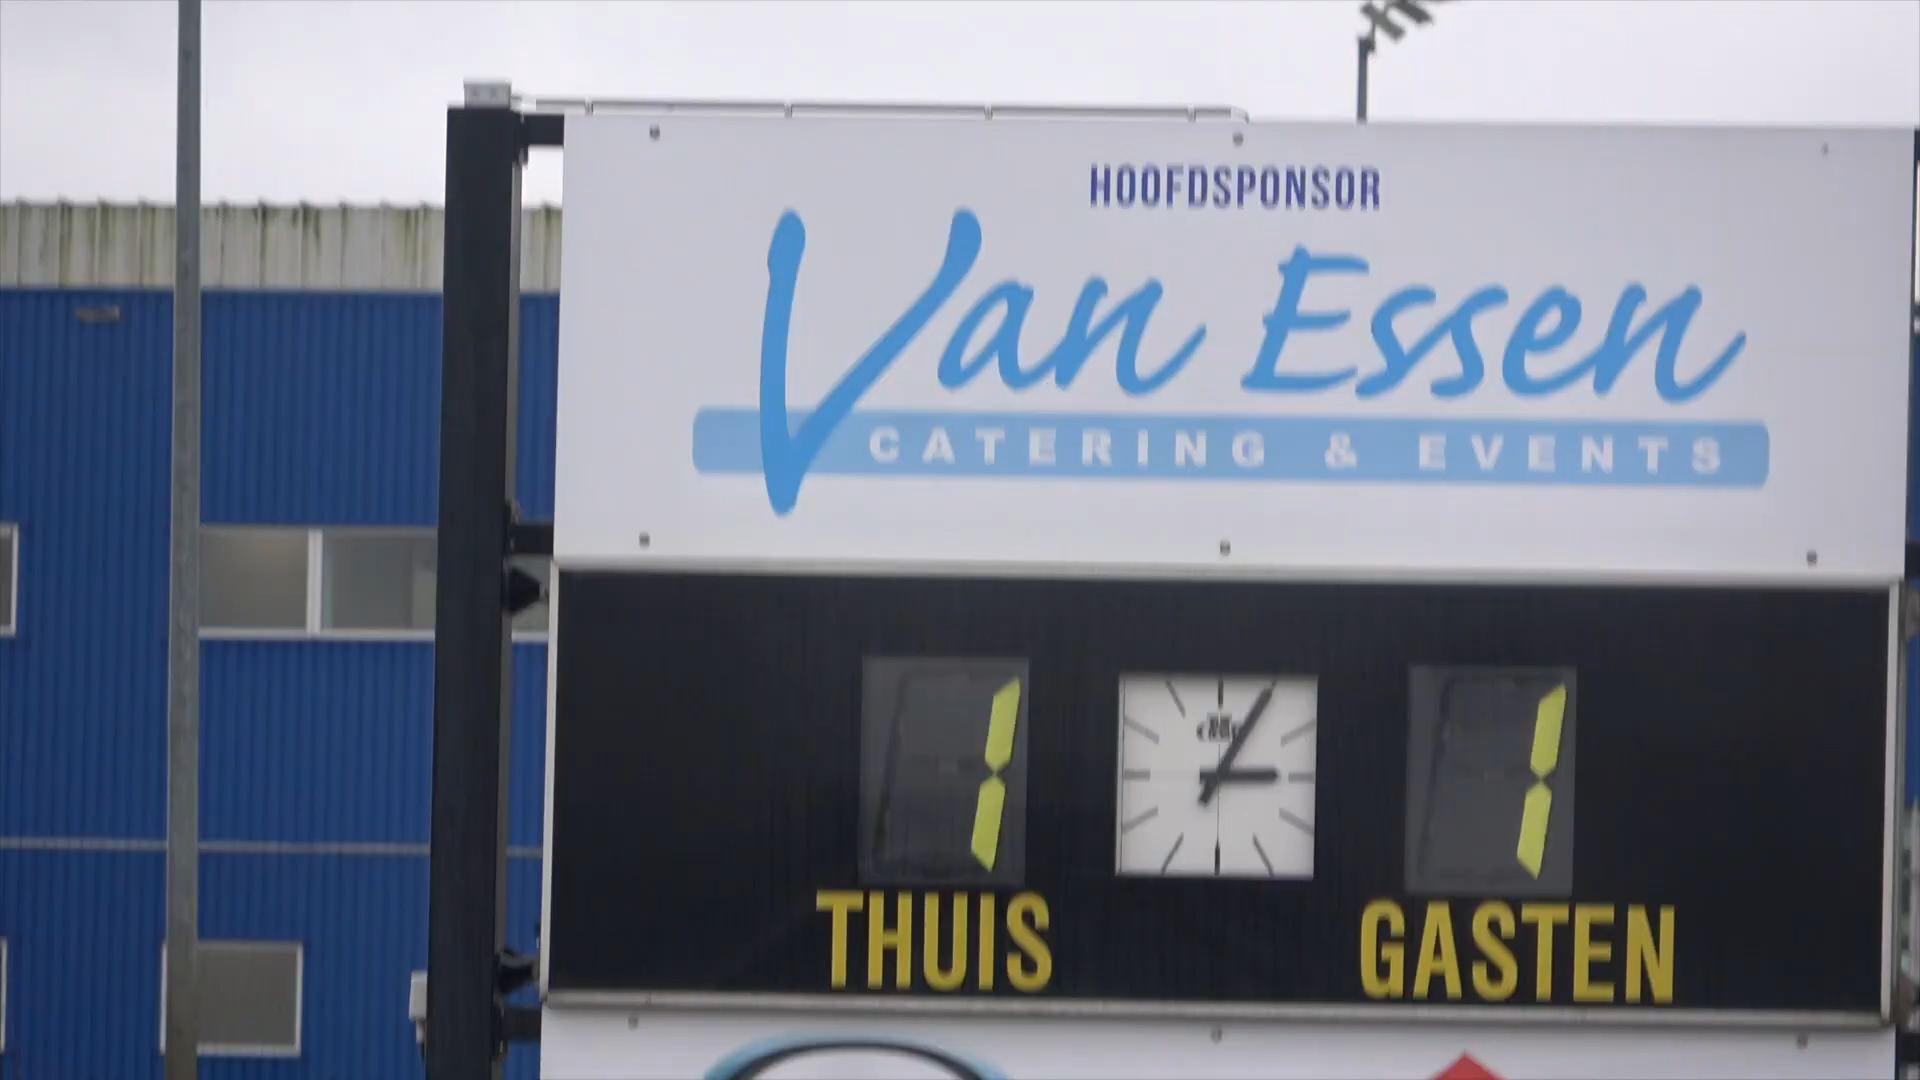 HOOFDSPONSOR
Van Essen
CATERING & EVENTS
1 1
THUIS GASTEN